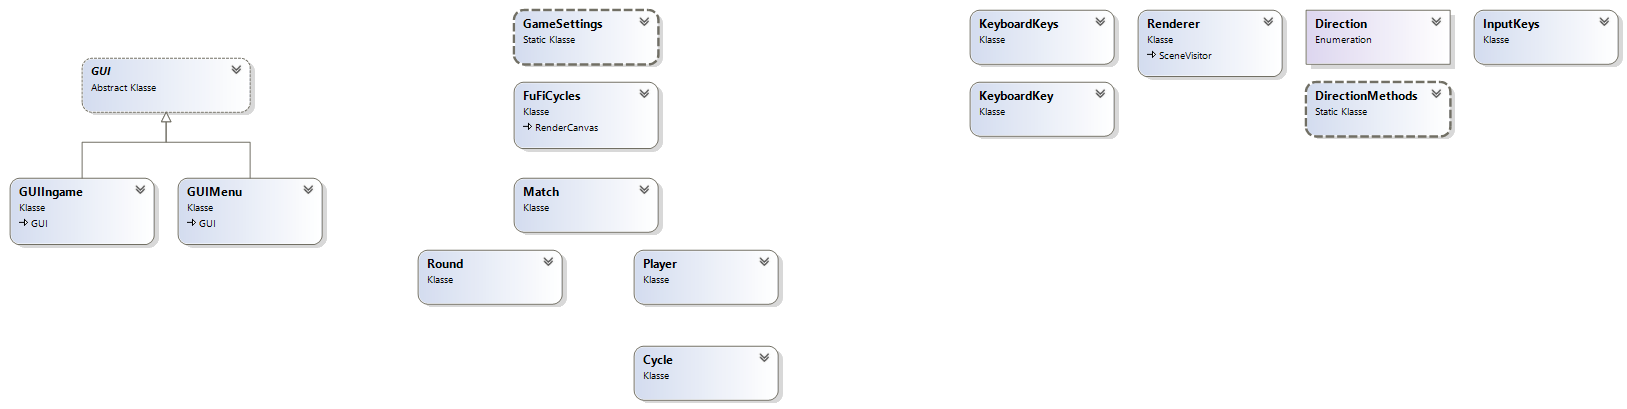 GUI
Abstract Klasse
GUIIngame
Klasse
GUI
GUIMenu
Klasse
GUI
GameSettings
Static Klasse
FuFiCycles
Klasse
RenderCanvas
Match
Klasse
Round
Klasse
Player
Klasse
Cycle
Klasse
KeyboardKeys
Klasse
KeyboardKey
Klasse
Renderer
Klasse
SceneVisitor
Direction
Enumeration
DirectionMethods
Static Klasse
InputKeys
Klasse